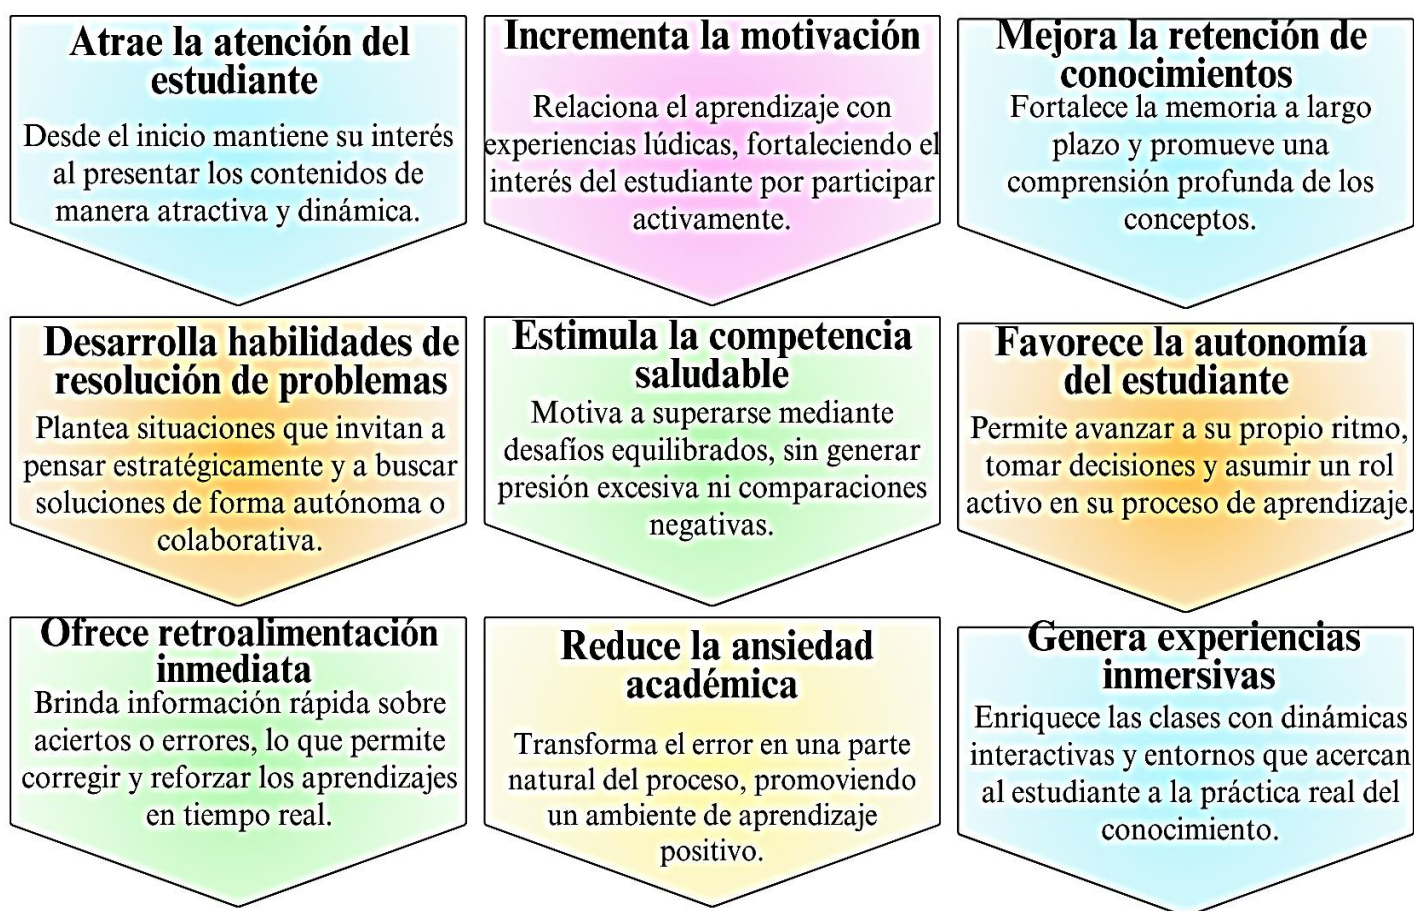 Atrae la atención del
estudiante
Desde el inicio mantiene su interés
al presentar los contenidos de
manera atractiva y dinámica.
Incrementa la motivación
Relaciona el aprendizaje con
experiencias lúdicas, fortaleciendo el
interés del estudiante por participar
activamente.
Mejora la retención de
conocimientos
Fortalece la memoria a largo
plazo y promueve una
comprensión profunda de los
conceptos.
Desarrolla habilidades de
resolución de problemas
Plantea situaciones que invitan a
pensar estratégicamente y a buscar
soluciones de forma autónoma o
colaborativa.
Estimula la competencia
saludable
Motiva a superarse mediante
desafíos equilibrados, sin generar
presión excesiva ni comparaciones
negativas.
Favorece la autonomía
del estudiante
Permite avanzar a su propio ritmo,
tomar decisiones y asumir un rol
activo en su proceso de aprendizaje.
Ofrece retroalimentación
inmediata
Brinda información rápida sobre
aciertos o errores, lo que permite
corregir y reforzar los aprendizajes
en tiempo real.
Reduce la ansiedad
académica
Transforma el error en una parte
natural del proceso, promoviendo
un ambiente de aprendizaje
positivo.
Genera experiencias
inmersivas
Enriquece las clases con dinámicas
interactivas y entornos que acercan
al estudiante a la práctica real del
conocimiento.